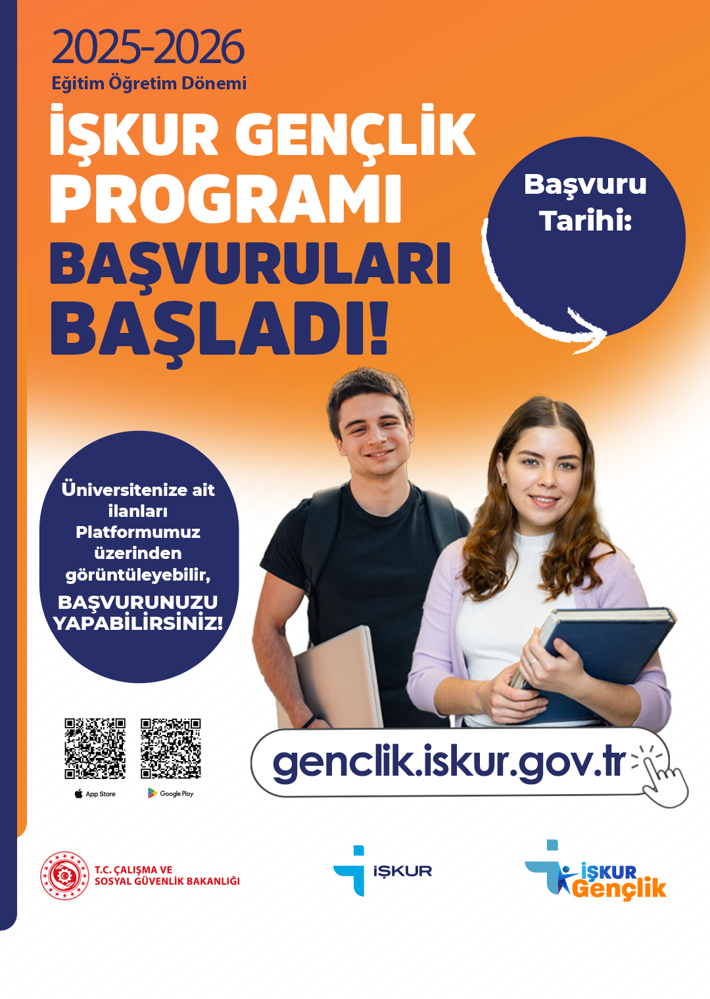 2025-2026
Eğitim Öğretim Dönemi
İŞKUR GENÇLİK
PROGRAMI
BAŞVURULARI
BAŞLADI!
Başvuru
Tarihi:
Üniversitenize ait
ilanları
Platformumuz
üzerinden
görüntüleyebilir,
BAŞVURUNUZU
YAPABİLİRSİNİZ!
App Store
Google Play
genclik.iskur.gov.tr
T.C. ÇALIŞMA VE
SOSYAL GÜVENLİK BAKANLIĞI
İŞKUR
İŞKUR
Gençlik